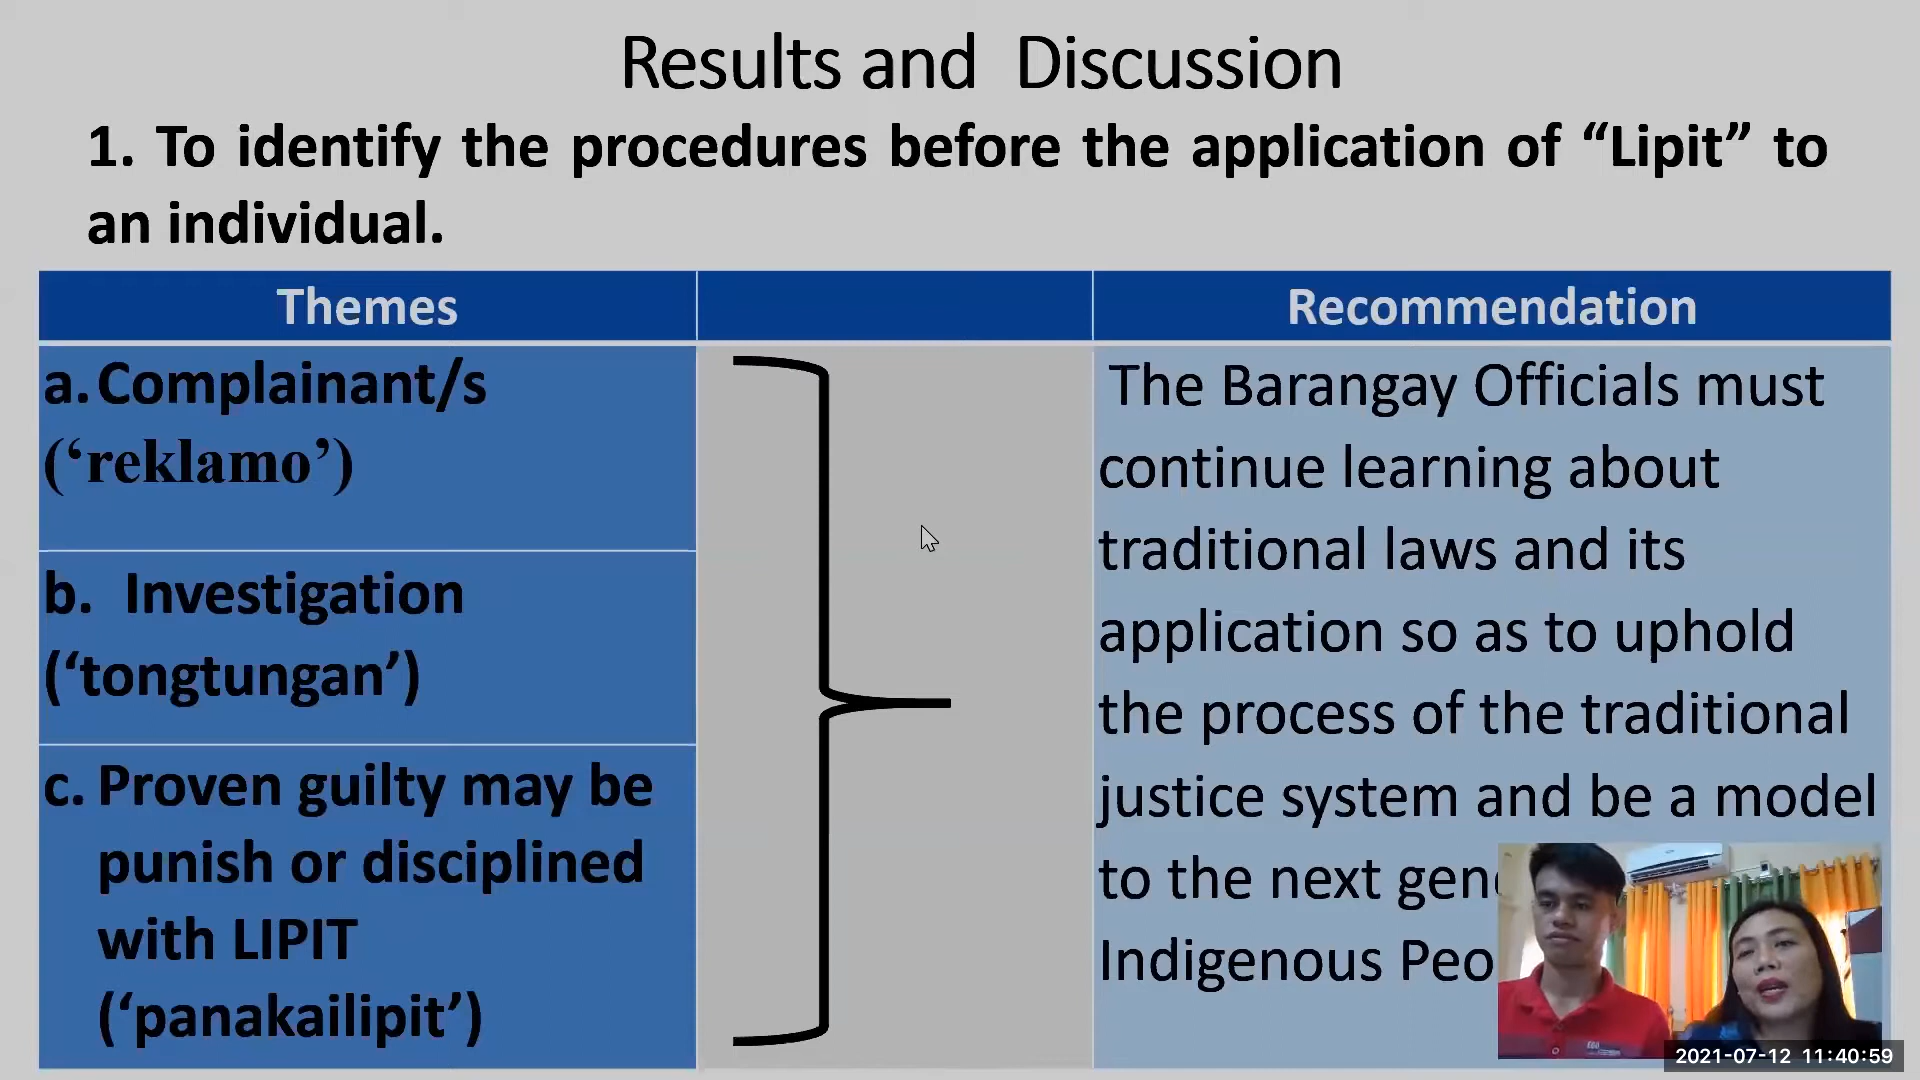 Results and Discussion
1. To identify the procedures before the application of “Lipit” to
an individual.
Themes
Recommendation
a. Complainant/s
(‘reklamo’)
b. Investigation
(‘tongtungan’)
c. Proven guilty may be
punish or disciplined
with LIPIT
(‘panakailipit’)
The Barangay Officials must
continue learning about
traditional laws and its
application so as to uphold
the process of the traditional
justice system and be a model
to the next
Indigenous
2021-07-12 11:40:59